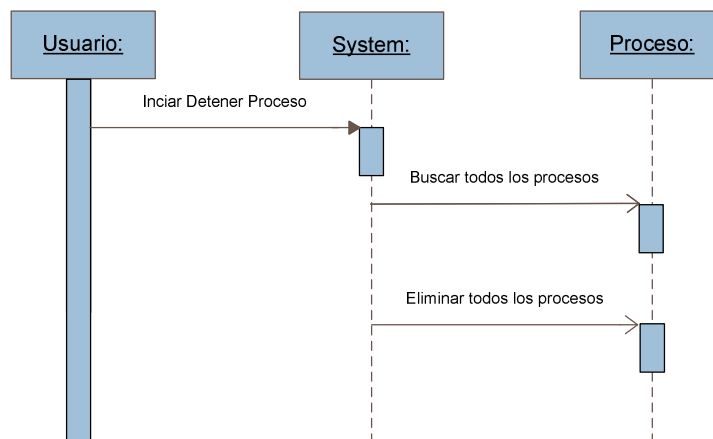 Usuario:
System:
Proceso:
Inciar Detener Proceso
Buscar todos los procesos
Eliminar todos los procesos